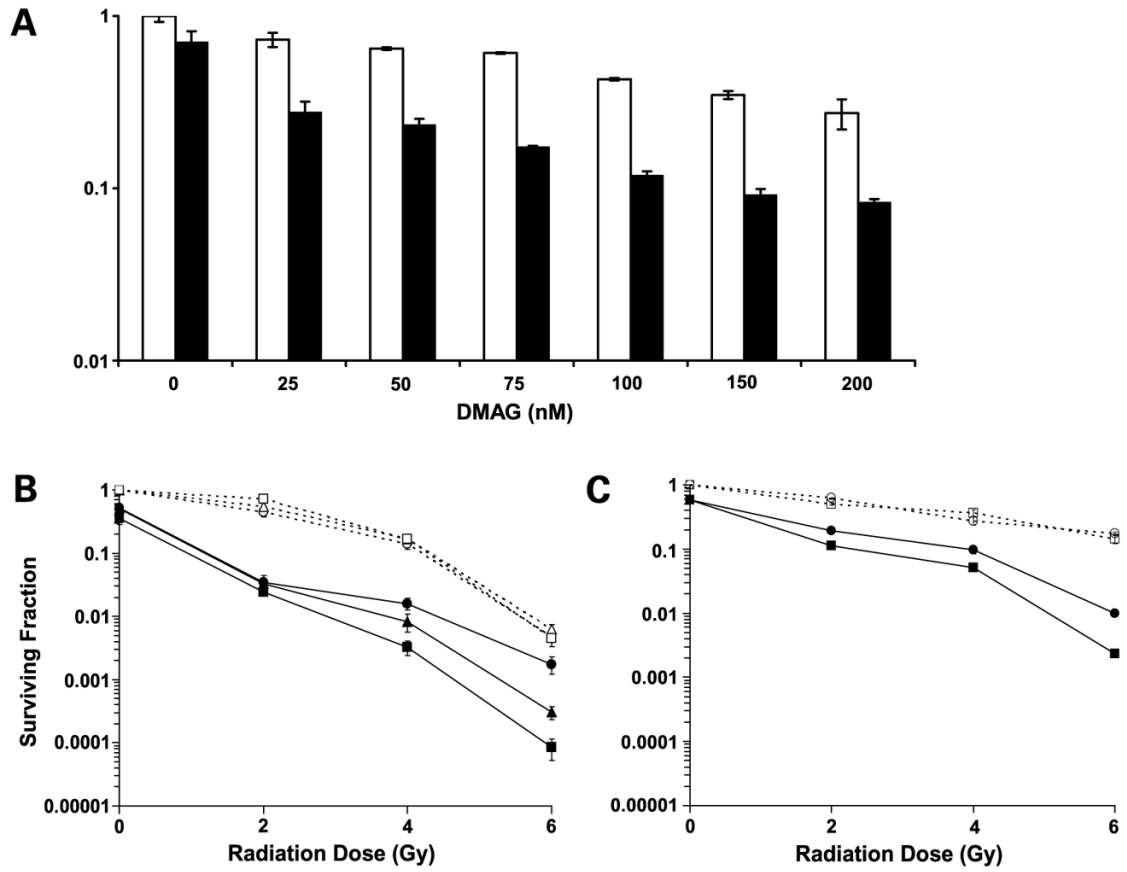 A
1
0.1
0.01
0 25 50 75 100 150 200
DMAG (nM)
B
1
0.1
0.01
0.001
0.0001
0.00001
0 2 4 6
Radiation Dose (Gy)
Surviving Fraction
C
1
0.1
0.01
0.001
0.0001
0.00001
0 2 4 6
Radiation Dose (Gy)